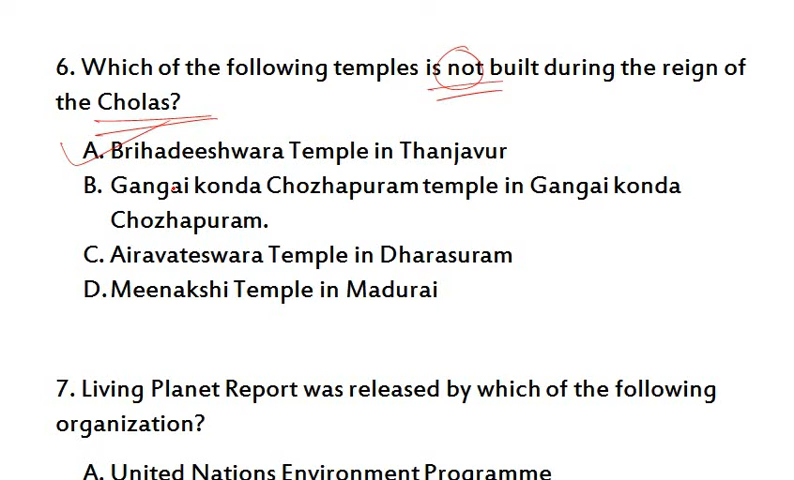 6. Which of the following temples is not built during the reign of
the Cholas?
A. Brihadeeshwara Temple in Thanjavur
B. Gangai konda Chozhapuram temple in Gangai konda
Chozhapuram.
C. Airavateswara Temple in Dharasuram
D. Meenakshi Temple in Madurai
7. Living Planet Report was released by which of the following
organization?
A. United Nations Environment Programme